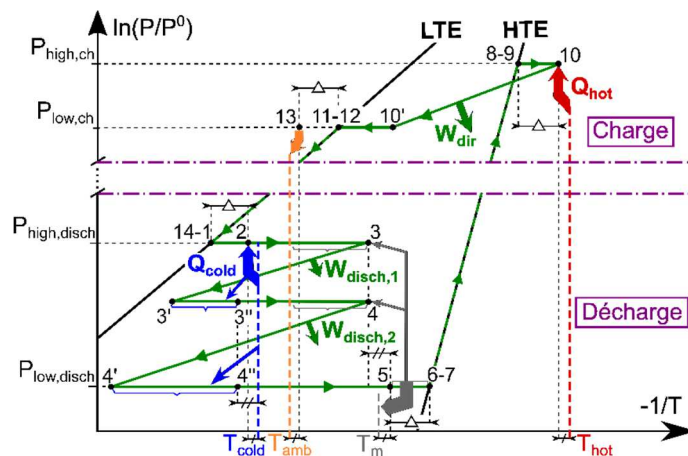 ln(P/P⁰)
LTE
HTE
P_high,ch
8-9
10
Q_hot
P_low,ch
13
11-12
10'
W_dir
Charge
Δ
Δ
Δ
P_high,disch
14-1
2
3
Q_cold
W_disch,1
3'
3''
4
Décharge
W_disch,2
P_low,disch
4'
4''
5
6-7
Δ
-1/T
T_cold
T_amb
T_m
T_hot